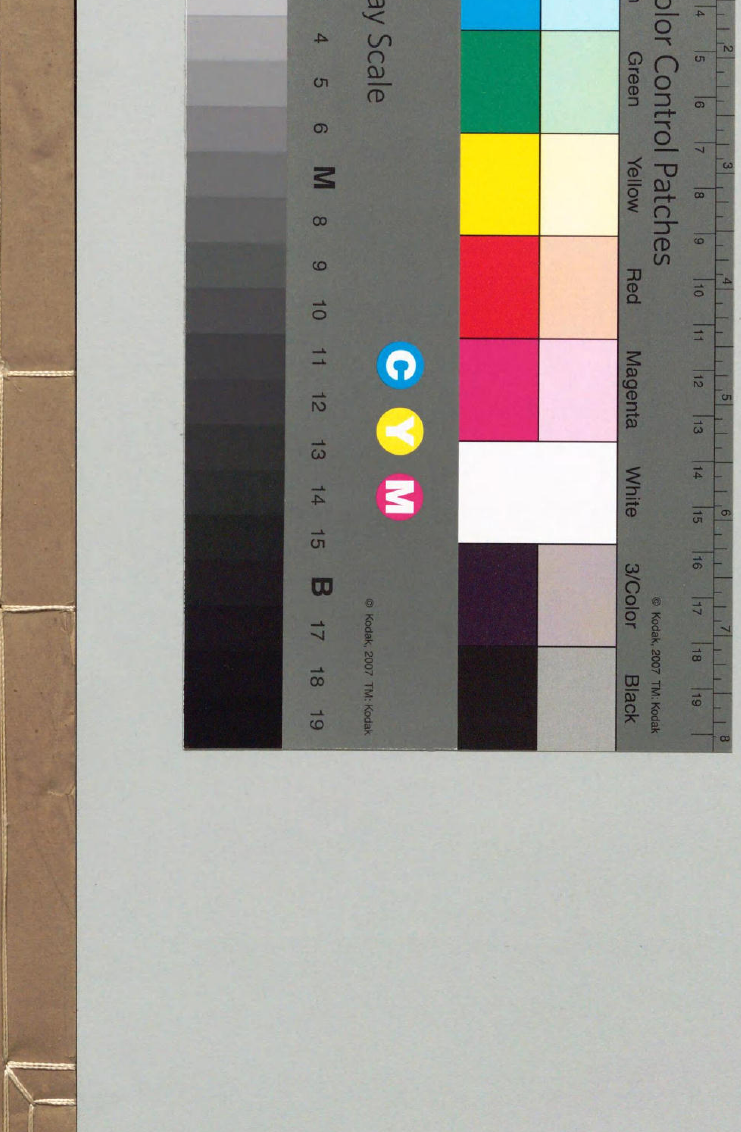 2 3 4 5 6 7 8
4 5 6 7 8 9 10 11 12 13 14 15 16 17 18 19
olor Control Patches
© Kodak, 2007 TM: Kodak
n Green Yellow Red Magenta White 3/Color Black
C Y M
ay Scale
© Kodak, 2007 TM: Kodak
4 5 6 M 8 9 10 11 12 13 14 15 B 17 18 19